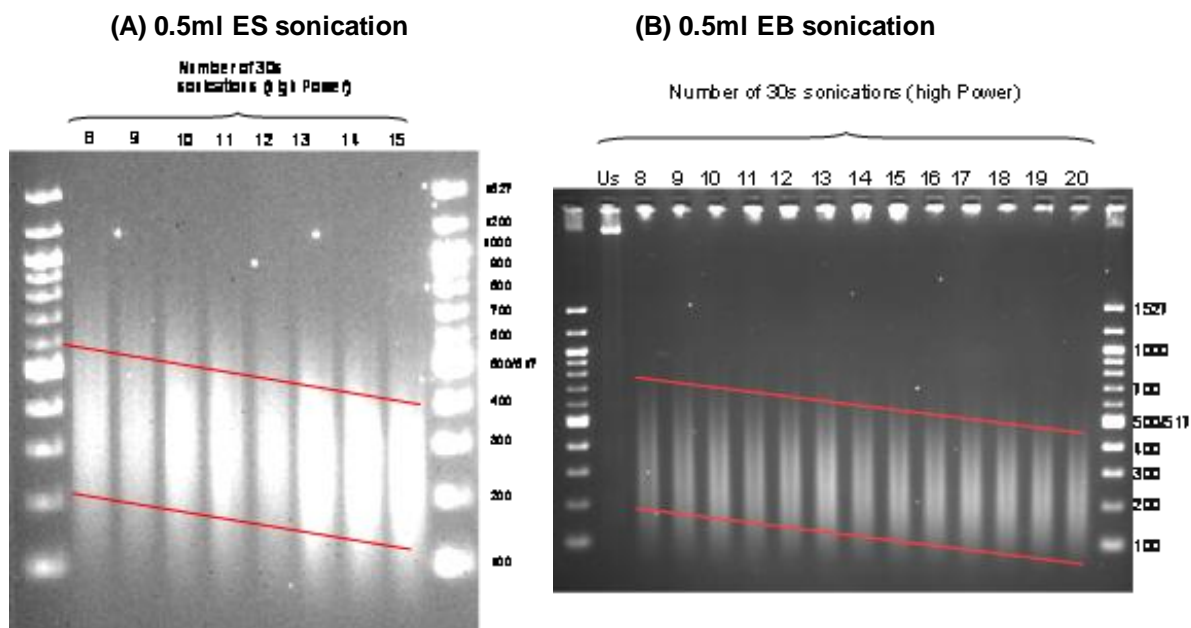 (A) 0.5ml ES sonication
Number of 30s
sonications (high Power)
8 9 10 11 12 13 14 15
1200
1000
900
800
700
600
500/517
400
300
200
100
(B) 0.5ml EB sonication
Number of 30s sonications (high Power)
Us 8 9 10 11 12 13 14 15 16 17 18 19 20
1000
700
500/517
400
300
200
100